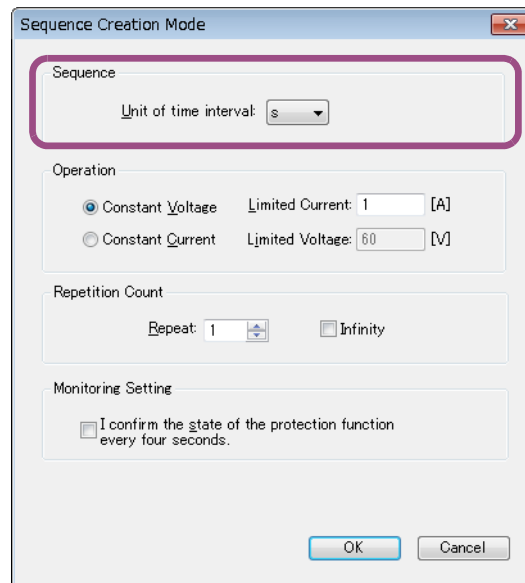 Sequence Creation Mode
Sequence
Unit of time interval: s
Operation
Constant Voltage Limited Current: 1 [A]
Constant Current Limited Voltage: 60 [V]
Repetition Count
Repeat: 1 Infinity
Monitoring Setting
I confirm the state of the protection function
every four seconds.
OK Cancel